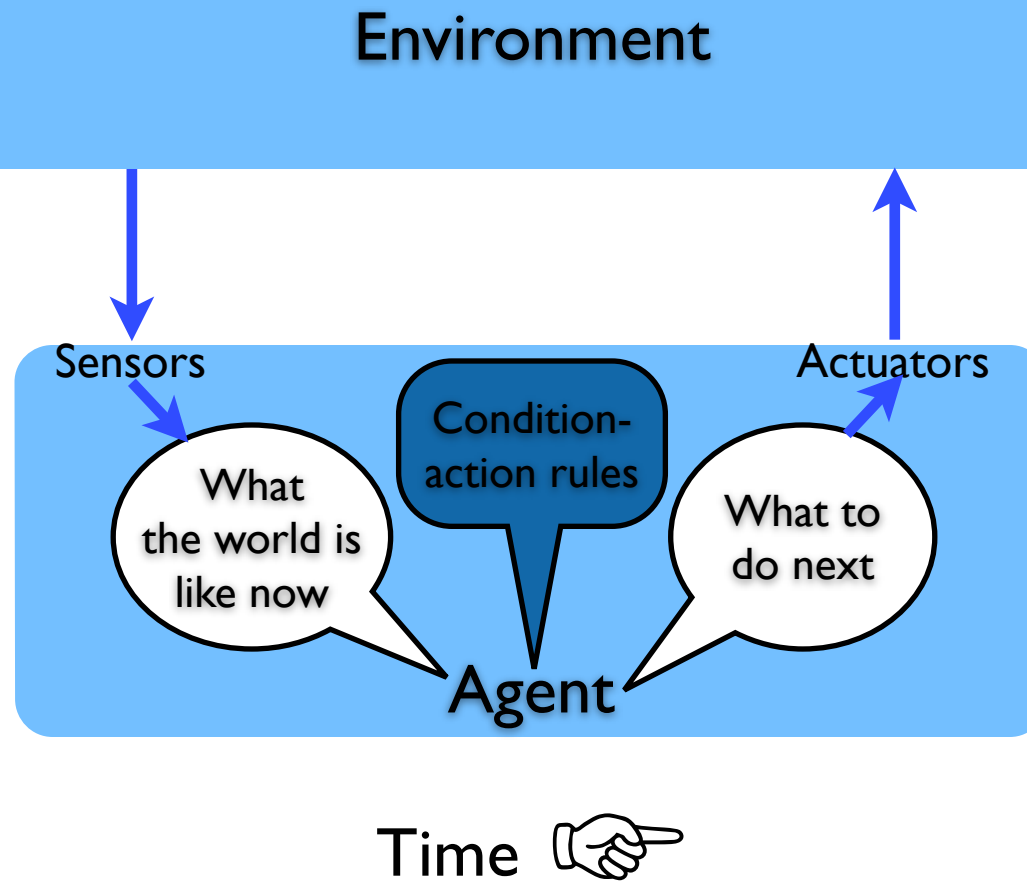 Environment
Sensors
Actuators
Condition-
action rules
What
the world is
like now
What to
do next
Agent
Time